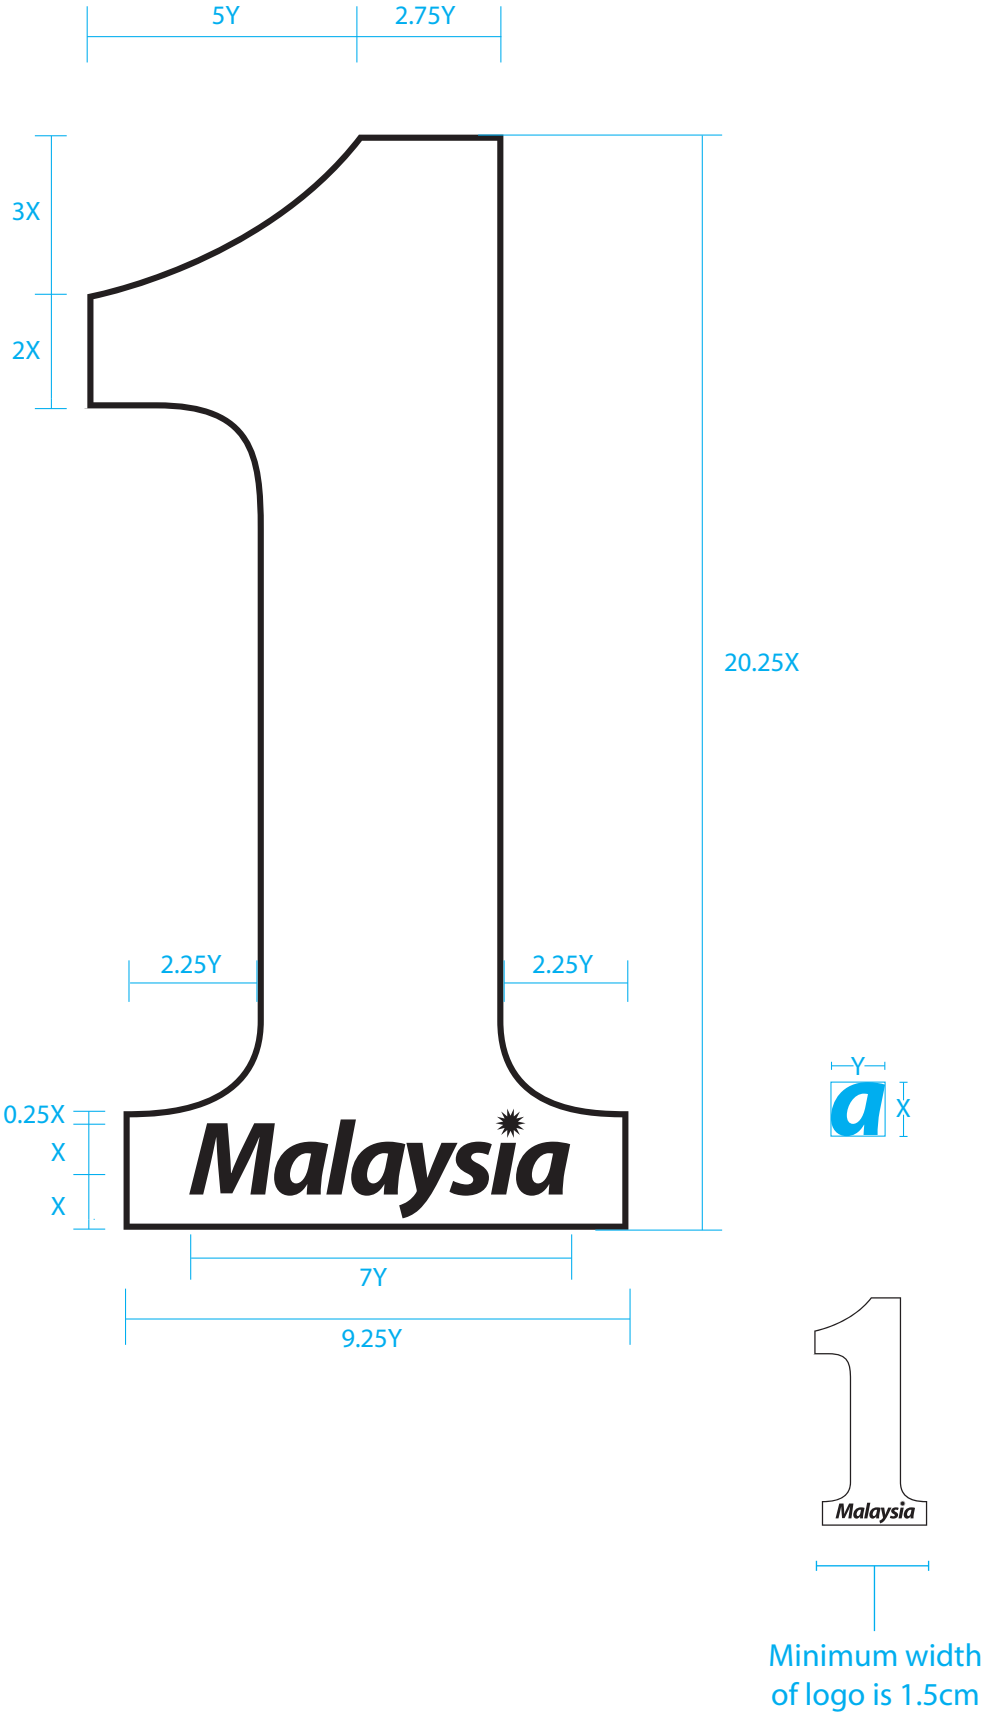 5Y 2.75Y
3X
2X
20.25X
2.25Y 2.25Y
Y
a X
0.25X
X
X
Malaysia
7Y
9.25Y
Malaysia
Minimum width
of logo is 1.5cm